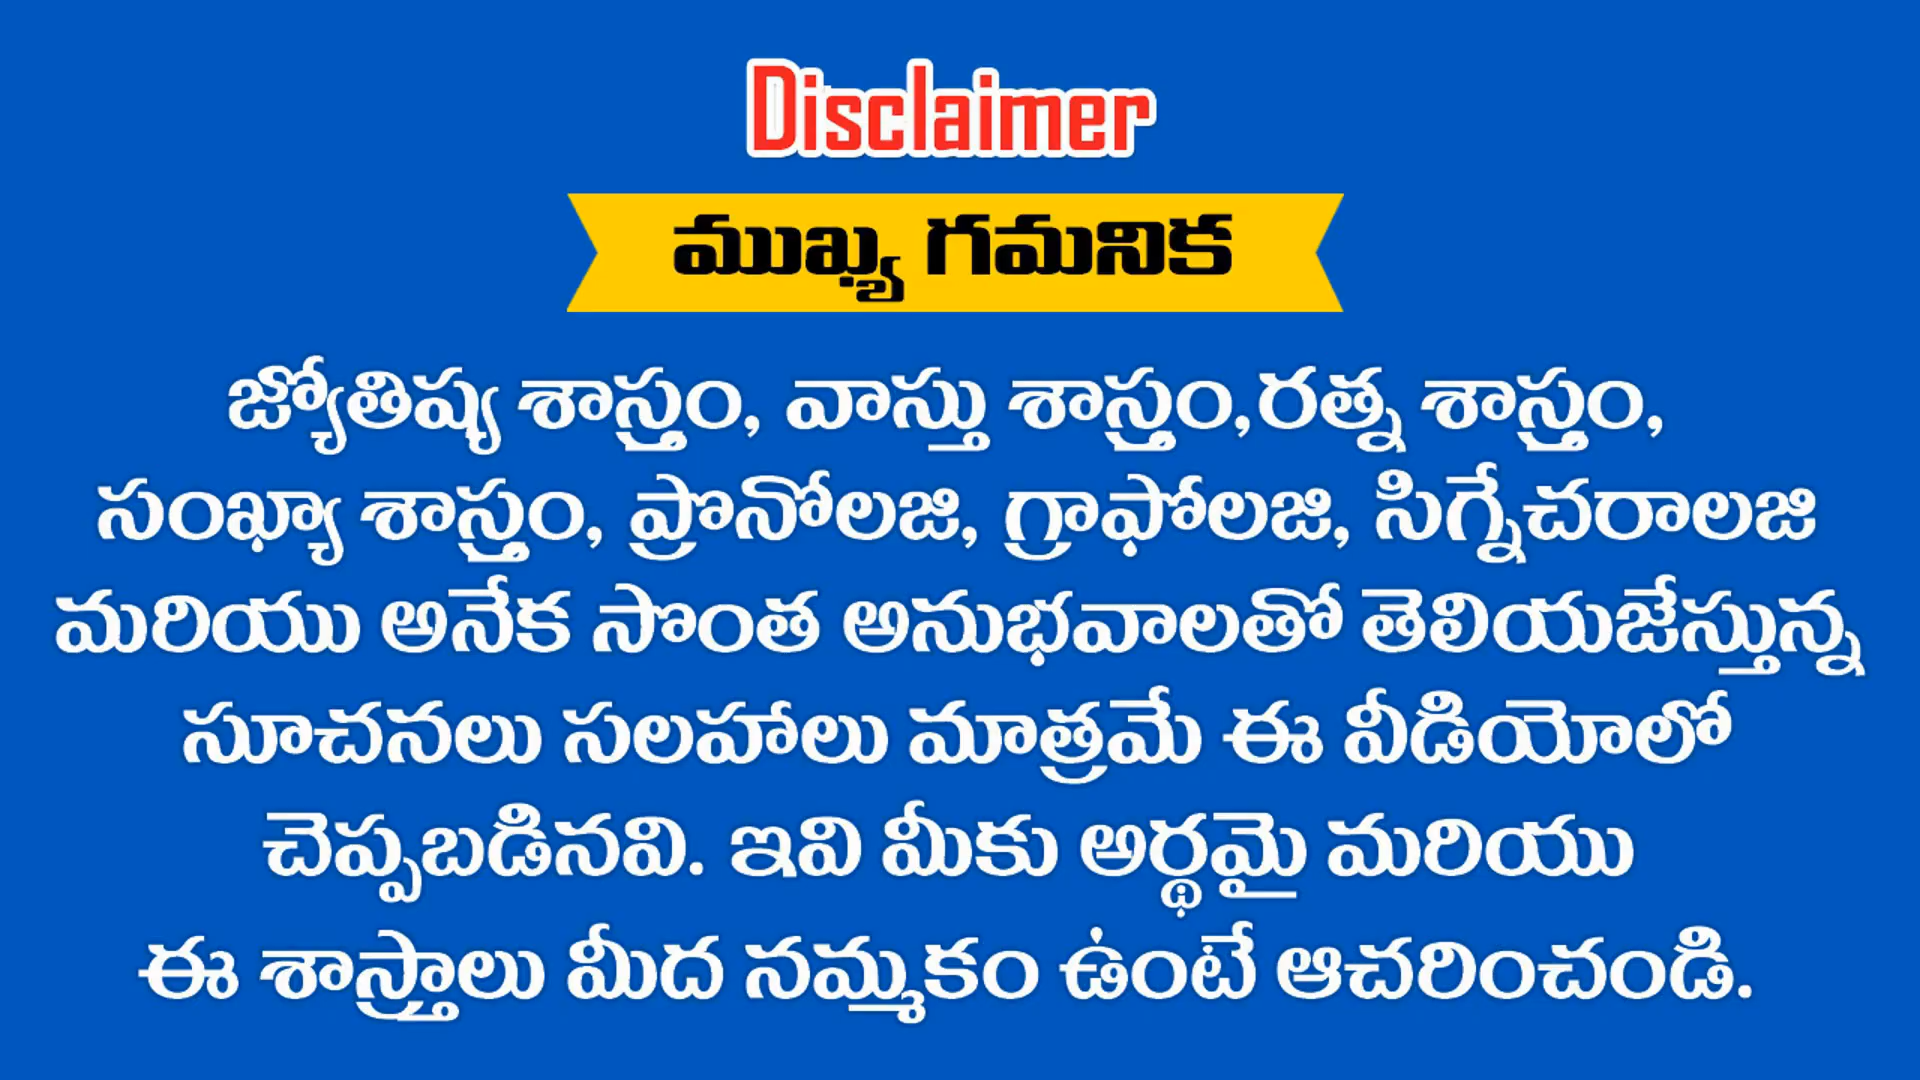 Disclaimer
ముఖ్య గమనిక
జ్యోతిష్య శాస్త్రం, వాస్తు శాస్త్రం,రత్న శాస్త్రం,
సంఖ్యా శాస్త్రం, ప్రొనోలజి, గ్రాఫోలజి, సిగ్నేచరాలజి
మరియు అనేక సొంత అనుభవాలతో తెలియజేస్తున్న
సూచనలు సలహాలు మాత్రమే ఈ వీడియోలో
చెప్పబడినవి. ఇవి మీకు అర్థమై మరియు
ఈ శాస్త్రాలు మీద నమ్మకం ఉంటే ఆచరించండి.